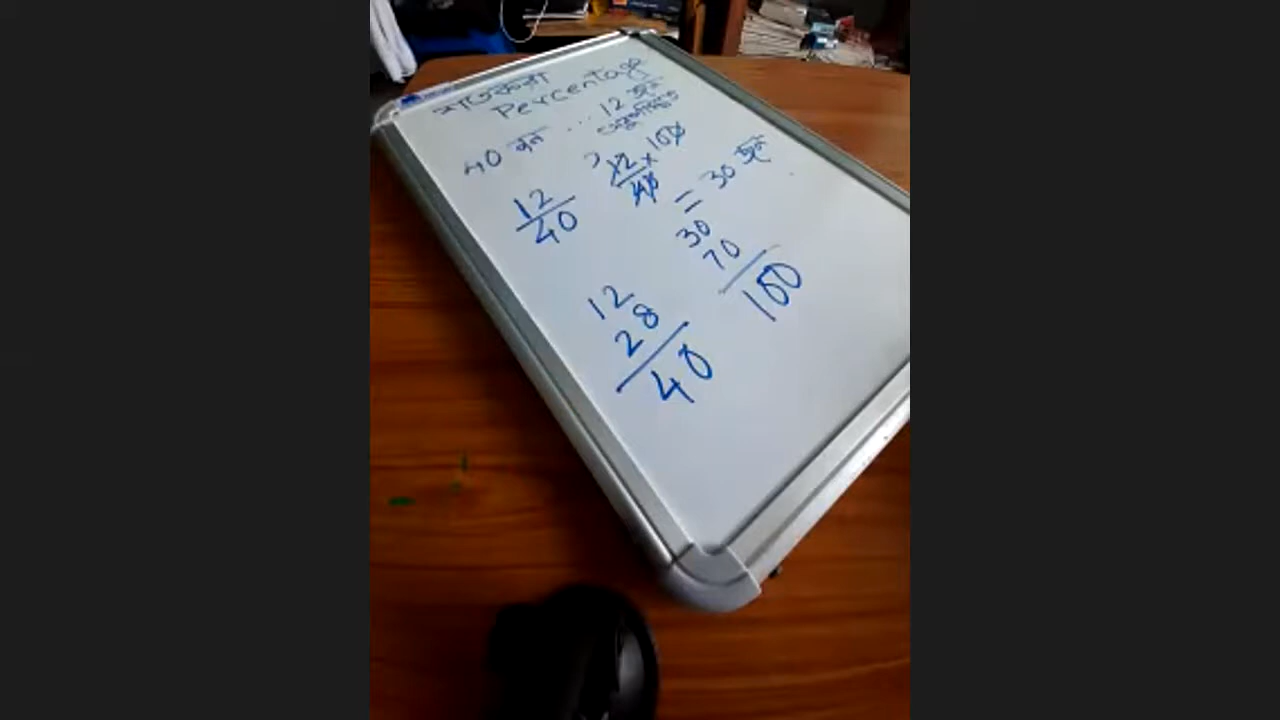 শতকরা
Percentage
40 জন ... 12 জন
12/40
12 × 100
40
= 30 জন
12
28
40
30
70
100